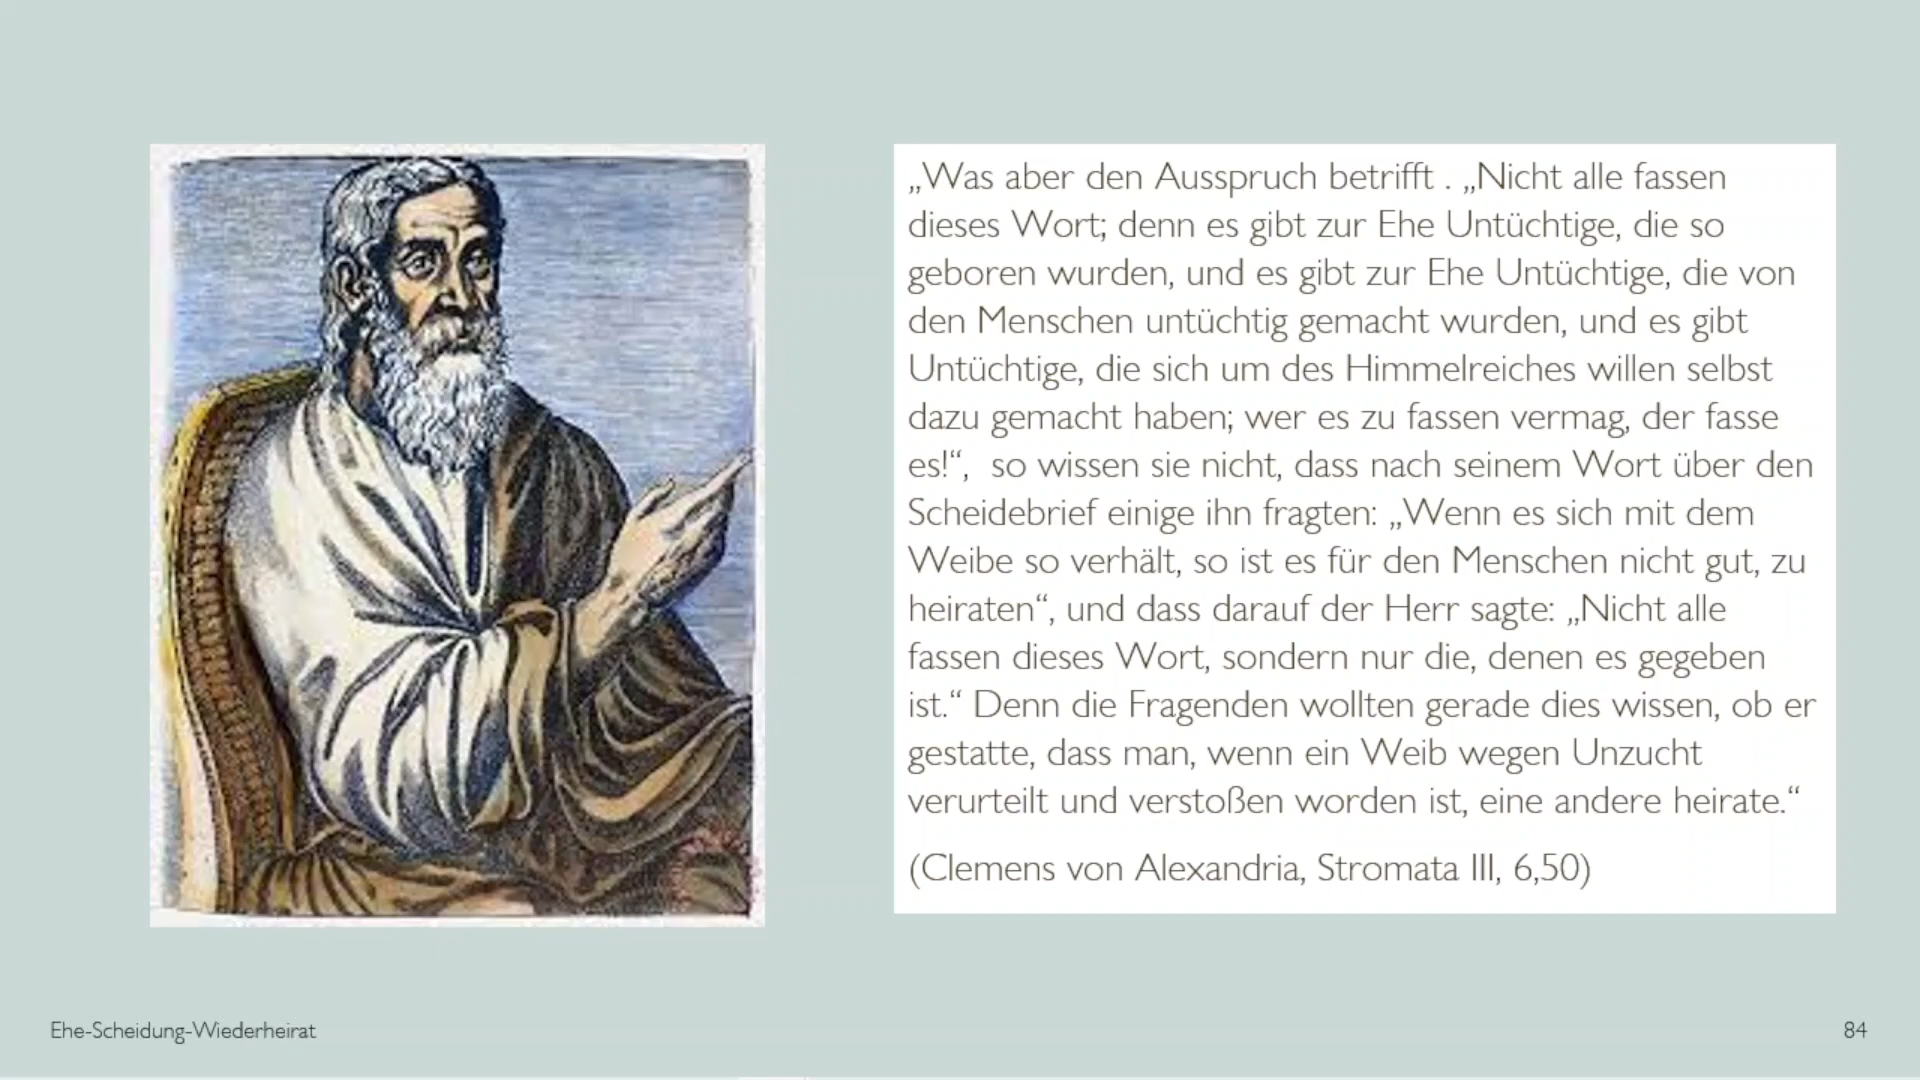 „Was aber den Ausspruch betrifft . „Nicht alle fassen
dieses Wort; denn es gibt zur Ehe Untüchtige, die so
geboren wurden, und es gibt zur Ehe Untüchtige, die von
den Menschen untüchtig gemacht wurden, und es gibt
Untüchtige, die sich um des Himmelreiches willen selbst
dazu gemacht haben; wer es zu fassen vermag, der fasse
es!“, so wissen sie nicht, dass nach seinem Wort über den
Scheidebrief einige ihn fragten: „Wenn es sich mit dem
Weibe so verhält, so ist es für den Menschen nicht gut, zu
heiraten“, und dass darauf der Herr sagte: „Nicht alle
fassen dieses Wort, sondern nur die, denen es gegeben
ist.“ Denn die Fragenden wollten gerade dies wissen, ob er
gestatte, dass man, wenn ein Weib wegen Unzucht
verurteilt und verstoßen worden ist, eine andere heirate.“
(Clemens von Alexandria, Stromata III, 6,50)
Ehe-Scheidung-Wiederheirat
84